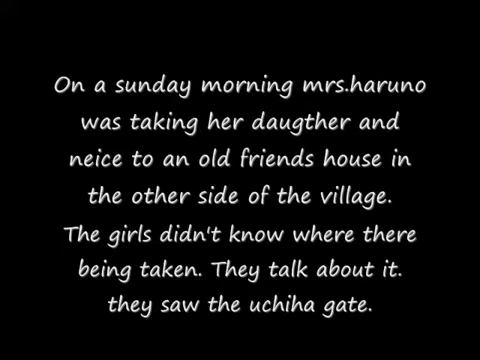 On a sunday morning mrs.haruno
was taking her daugther and
neice to an old friends house in
the other side of the village.
The girls didn't know where there
being taken. They talk about it.
they saw the uchiha gate.